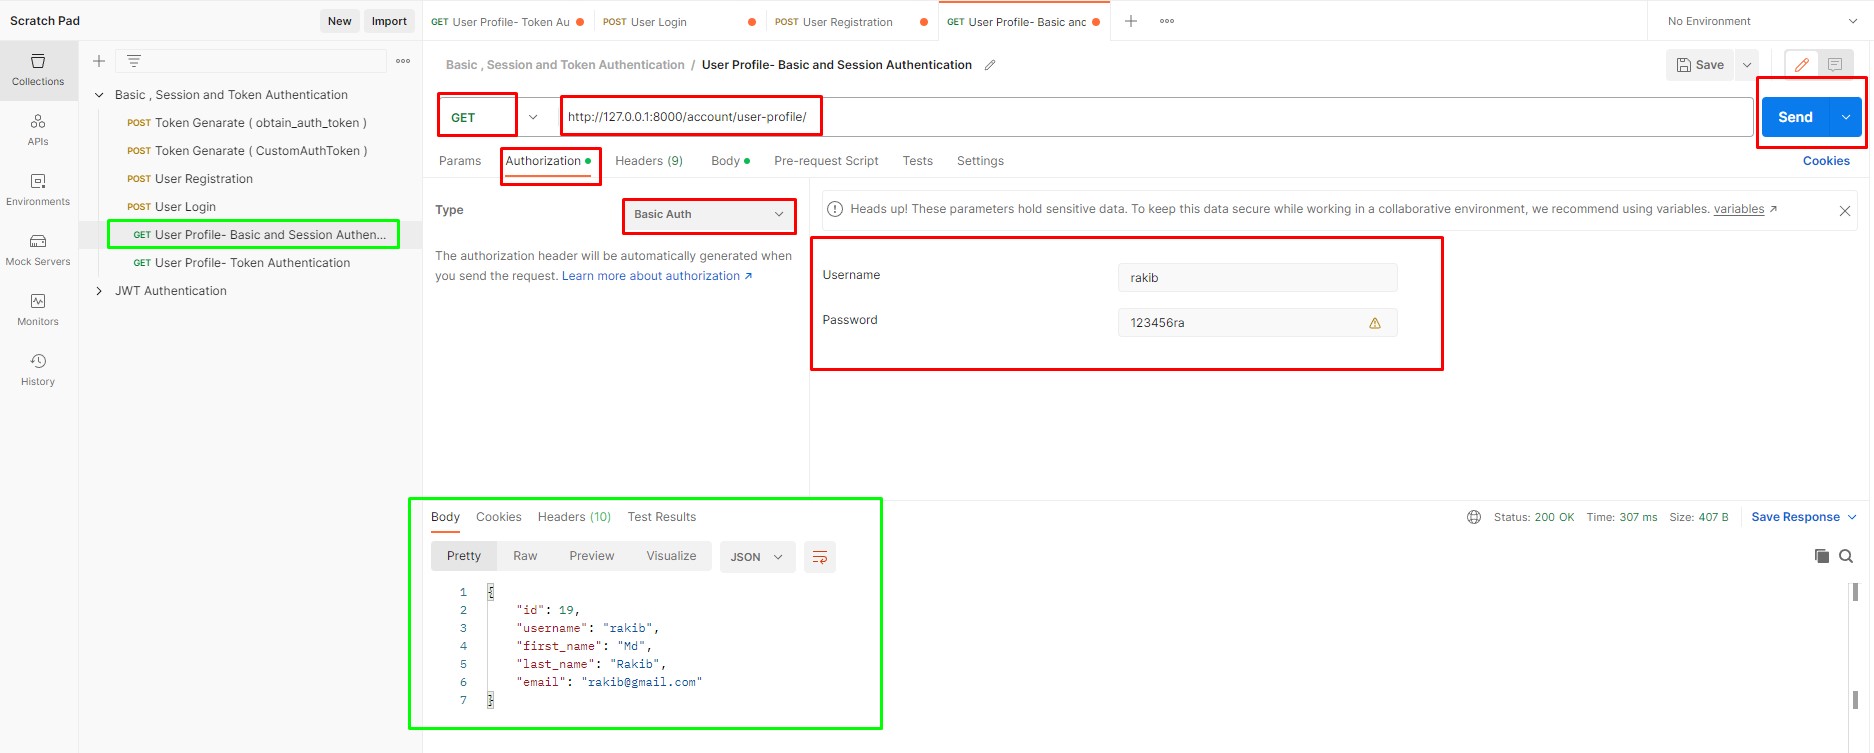 Scratch Pad
New
Import
GET User Profile- Token Au
POST User Login
POST User Registration
GET User Profile- Basic anc
No Environment
Collections
APIs
Environments
Mock Servers
Monitors
History
Basic , Session and Token Authentication
POST Token Genarate ( obtain_auth_token )
POST Token Genarate ( CustomAuthToken )
POST User Registration
POST User Login
GET User Profile- Basic and Session Authen...
GET User Profile- Token Authentication
JWT Authentication
Basic , Session and Token Authentication / User Profile- Basic and Session Authentication
Save
GET
http://127.0.0.1:8000/account/user-profile/
Send
Params
Authorization
Headers (9)
Body
Pre-request Script
Tests
Settings
Cookies
Type
Basic Auth
The authorization header will be automatically generated when
you send the request. Learn more about authorization ↗
Heads up! These parameters hold sensitive data. To keep this data secure while working in a collaborative environment, we recommend using variables. variables ↗
Username
rakib
Password
123456ra
Body
Cookies
Headers (10)
Test Results
Status: 200 OK
Time: 307 ms
Size: 407 B
Save Response
Pretty
Raw
Preview
Visualize
JSON
1 {
2 "id": 19,
3 "username": "rakib",
4 "first_name": "Md",
5 "last_name": "Rakib",
6 "email": "rakib@gmail.com"
7 }